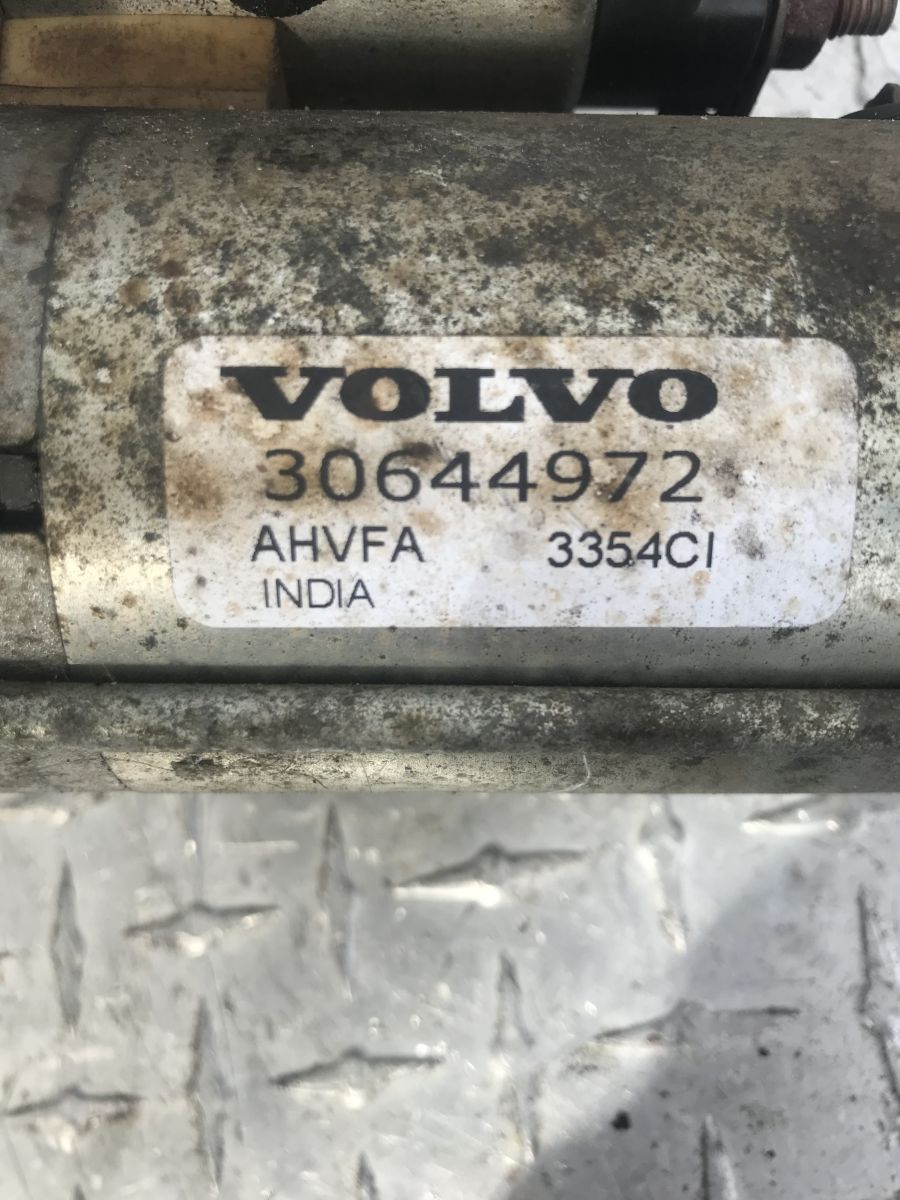 VOLVO
30644972
AHVFA 3354CI
INDIA